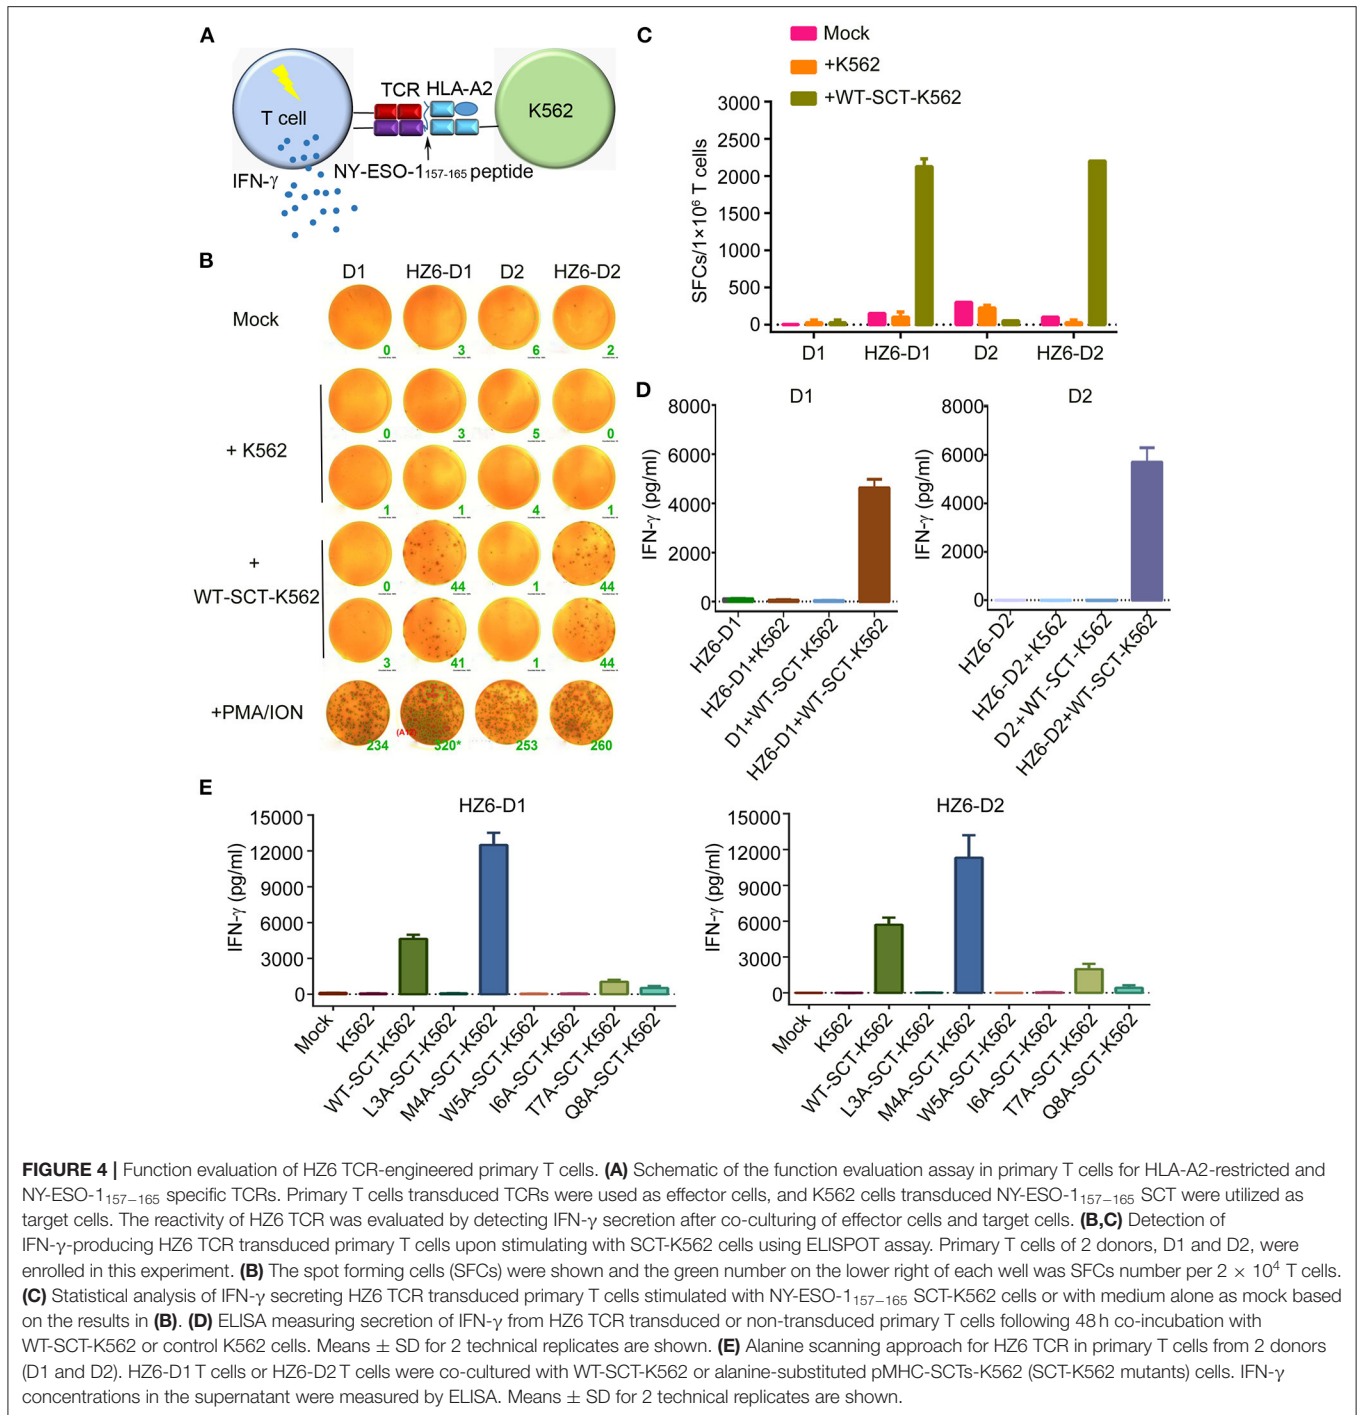 A
T cell
TCR
HLA-A2
K562
IFN-γ
NY-ESO-1157-165 peptide
B
D1 HZ6-D1 D2 HZ6-D2
Mock
0 3 6 2
+ K562
0 3 5 0
1 1 4 1
+
WT-SCT-K562
0 44 1 44
3 41 1 44
+PMA/ION
234 320* 253 260
C
Mock
+K562
+WT-SCT-K562
SFCs/1×10⁶ T cells
3000
2500
2000
1500
1000
500
0
D1 HZ6-D1 D2 HZ6-D2
D
D1
IFN-γ (pg/ml)
8000
6000
4000
2000
0
HZ6-D1
HZ6-D1+K562
D1+WT-SCT-K562
HZ6-D1+WT-SCT-K562
D2
IFN-γ (pg/ml)
8000
6000
4000
2000
0
HZ6-D2
HZ6-D2+K562
D2+WT-SCT-K562
HZ6-D2+WT-SCT-K562
E
HZ6-D1
IFN-γ (pg/ml)
15000
12000
9000
6000
3000
0
Mock
K562
WT-SCT-K562
L3A-SCT-K562
M4A-SCT-K562
W5A-SCT-K562
I6A-SCT-K562
T7A-SCT-K562
Q8A-SCT-K562
HZ6-D2
IFN-γ (pg/ml)
15000
12000
9000
6000
3000
0
Mock
K562
WT-SCT-K562
L3A-SCT-K562
M4A-SCT-K562
W5A-SCT-K562
I6A-SCT-K562
T7A-SCT-K562
Q8A-SCT-K562
FIGURE 4 | Function evaluation of HZ6 TCR-engineered primary T cells. (A) Schematic of the function evaluation assay in primary T cells for HLA-A2-restricted and
NY-ESO-1157−165 specific TCRs. Primary T cells transduced TCRs were used as effector cells, and K562 cells transduced NY-ESO-1157−165 SCT were utilized as
target cells. The reactivity of HZ6 TCR was evaluated by detecting IFN-γ secretion after co-culturing of effector cells and target cells. (B,C) Detection of
IFN-γ-producing HZ6 TCR transduced primary T cells upon stimulating with SCT-K562 cells using ELISPOT assay. Primary T cells of 2 donors, D1 and D2, were
enrolled in this experiment. (B) The spot forming cells (SFCs) were shown and the green number on the lower right of each well was SFCs number per 2 × 10⁴ T cells.
(C) Statistical analysis of IFN-γ secreting HZ6 TCR transduced primary T cells stimulated with NY-ESO-1157−165 SCT-K562 cells or with medium alone as mock based
on the results in (B). (D) ELISA measuring secretion of IFN-γ from HZ6 TCR transduced or non-transduced primary T cells following 48 h co-incubation with
WT-SCT-K562 or control K562 cells. Means ± SD for 2 technical replicates are shown. (E) Alanine scanning approach for HZ6 TCR in primary T cells from 2 donors
(D1 and D2). HZ6-D1 T cells or HZ6-D2 T cells were co-cultured with WT-SCT-K562 or alanine-substituted pMHC-SCTs-K562 (SCT-K562 mutants) cells. IFN-γ
concentrations in the supernatant were measured by ELISA. Means ± SD for 2 technical replicates are shown.